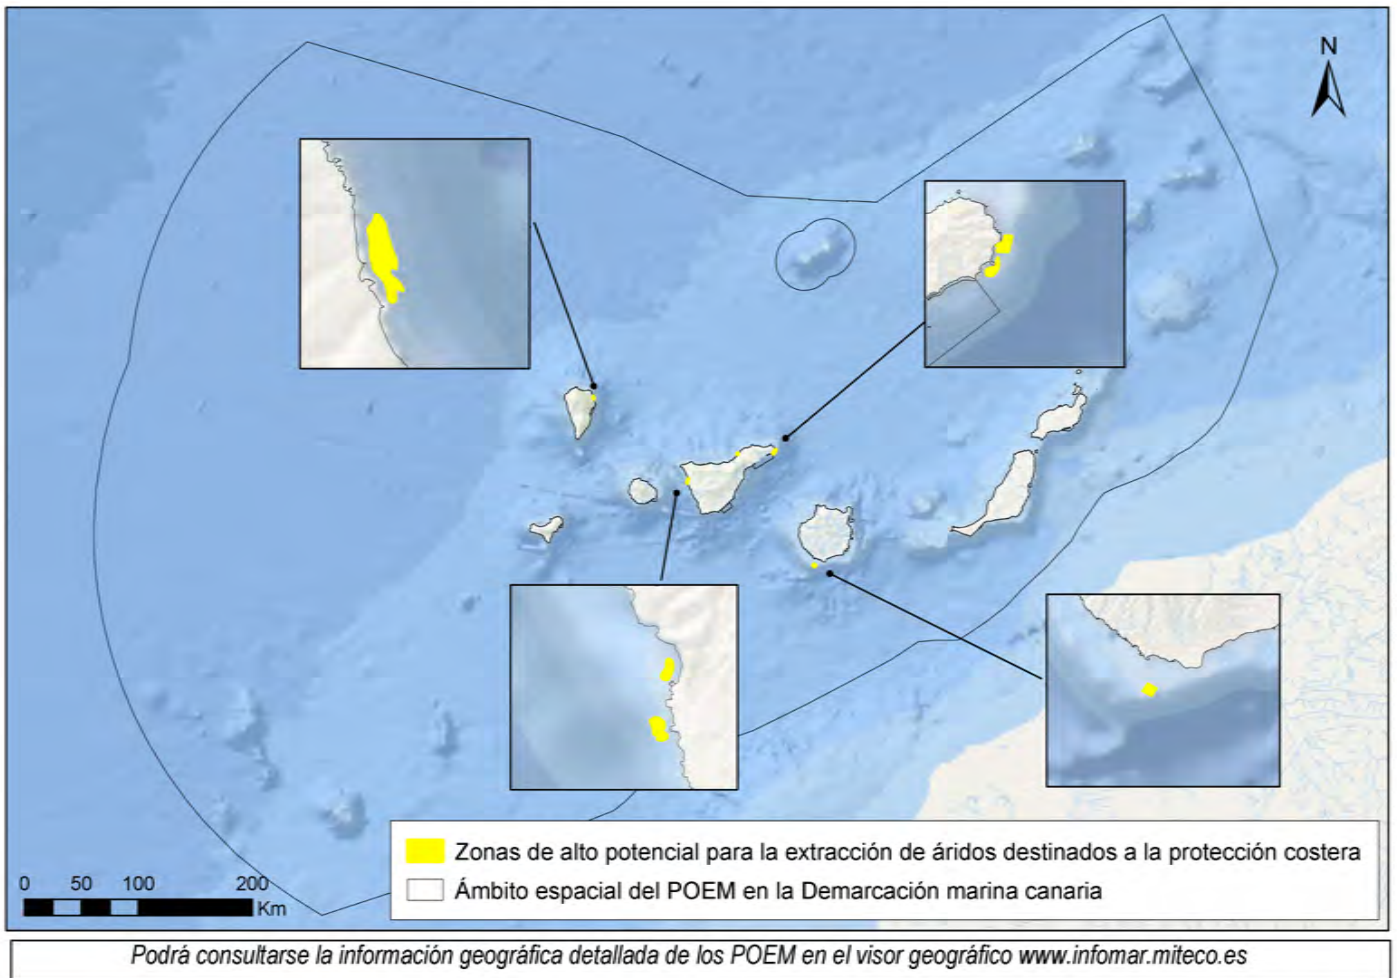 N
Zonas de alto potencial para la extracción de áridos destinados a la protección costera
Ámbito espacial del POEM en la Demarcación marina canaria
0 50 100 200
Km
Podrá consultarse la información geográfica detallada de los POEM en el visor geográfico www.infomar.miteco.es